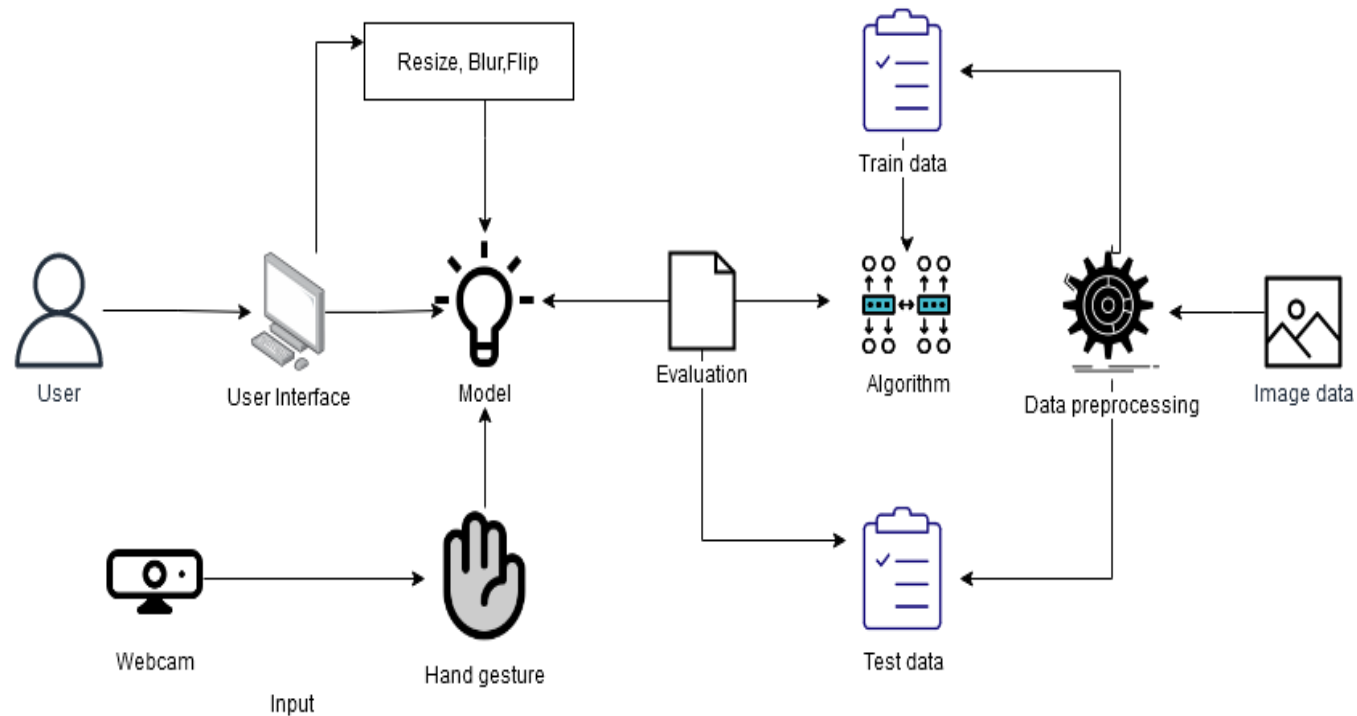 Resize, Blur,Flip
Train data
User
User Interface
Model
Evaluation
Algorithm
Data preprocessing
Image data
Webcam
Hand gesture
Test data
Input